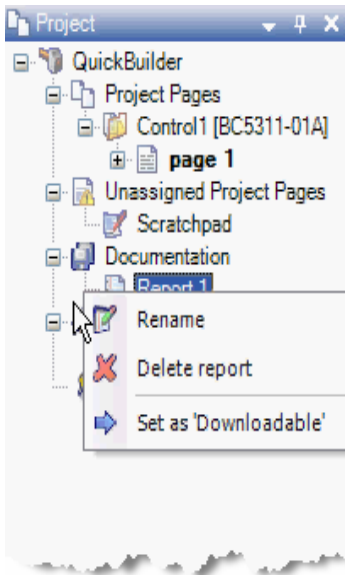 Project
QuickBuilder
Project Pages
Control1 [BC5311-01A]
page 1
Unassigned Project Pages
Scratchpad
Documentation
Report 1
Rename
Delete report
Set as 'Downloadable'